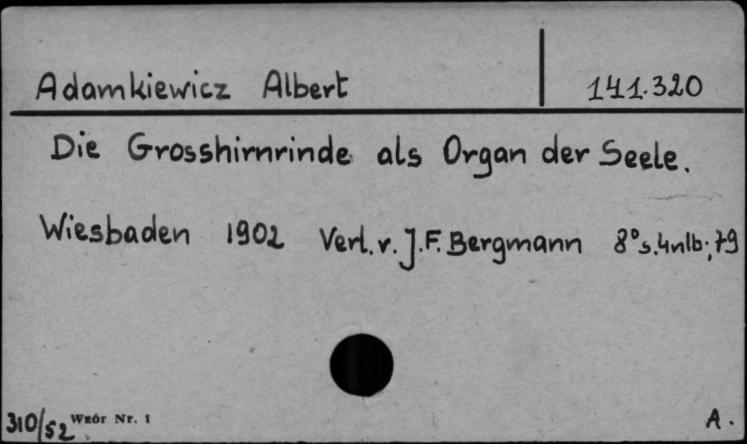 Adamkiewicz Albert 141.320
Die Grosshirnrinde als Organ der Seele.
Wiesbaden 1902 Verl. v. J. F. Bergmann 8° s. 4nlb; 79
310/52 Wzór Nr. 1 A.